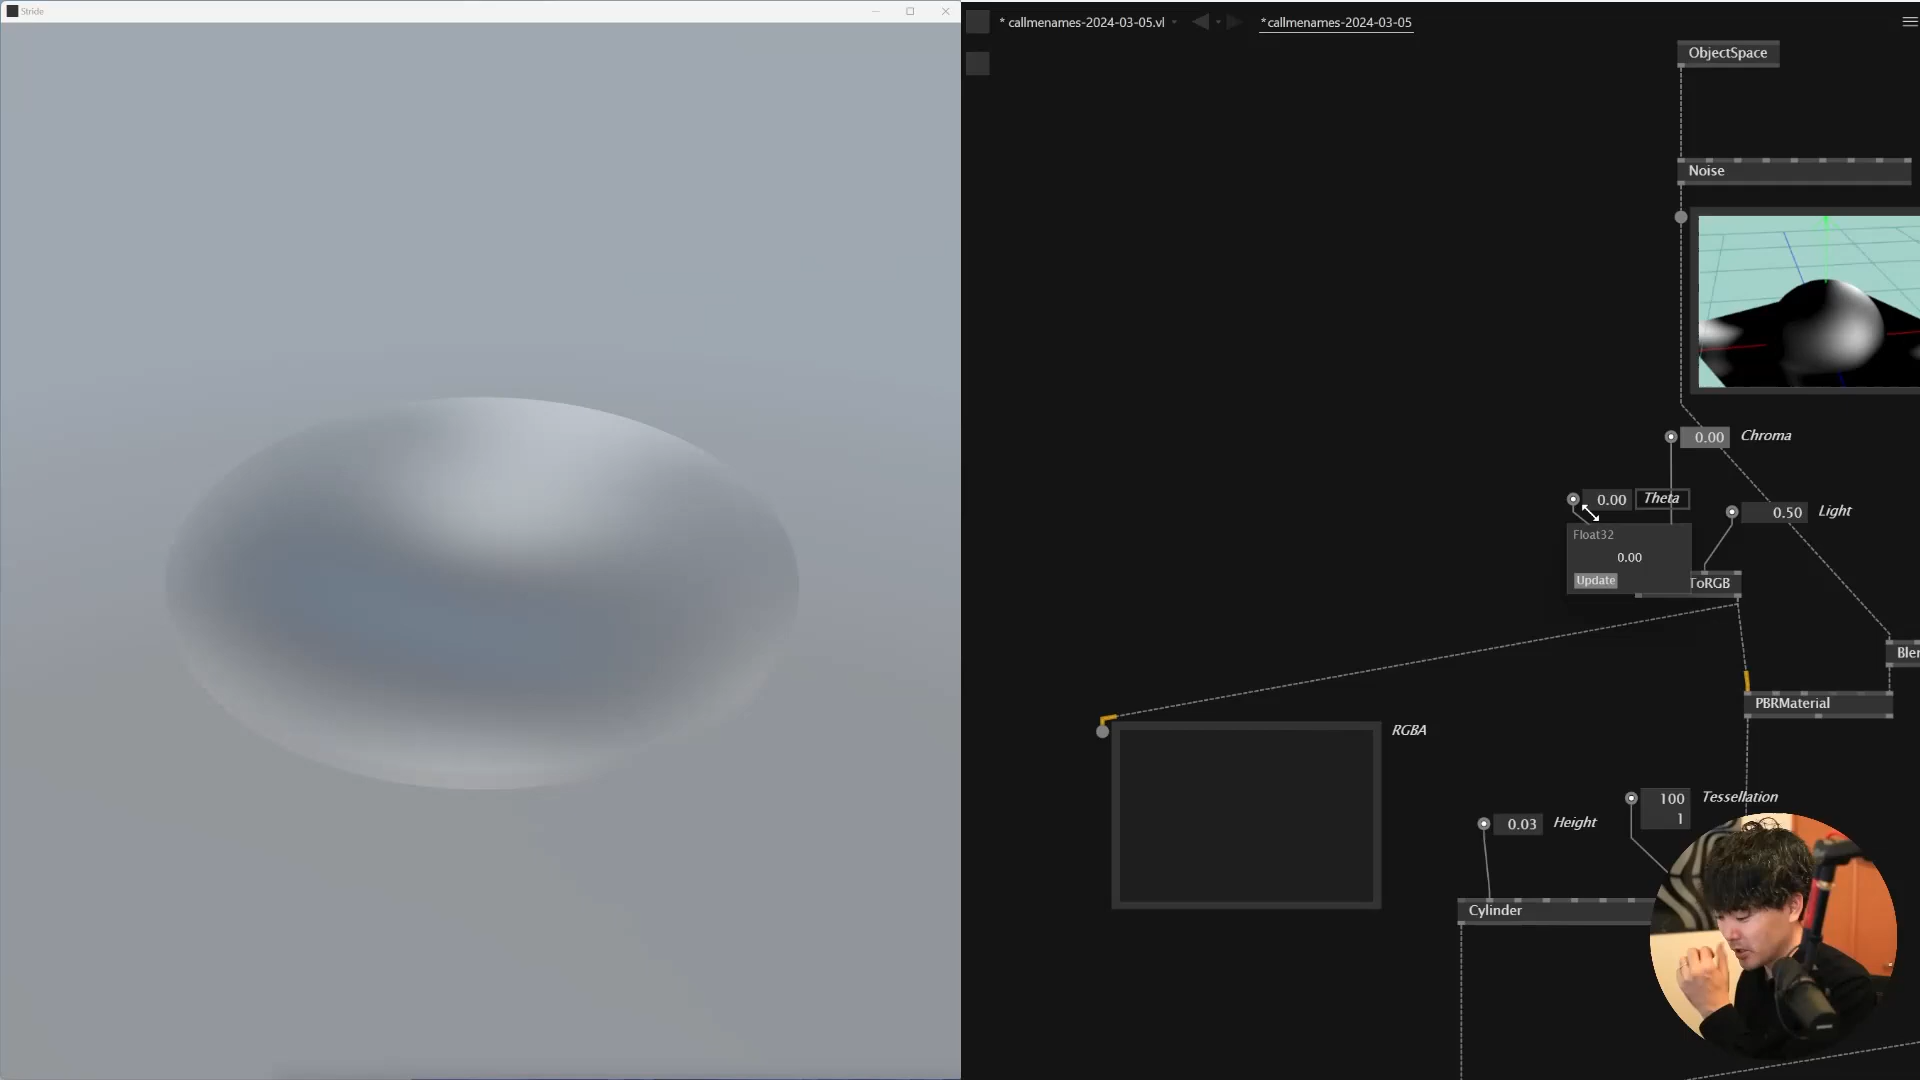 Stride
* callmenames-2024-03-05.vl
*callmenames-2024-03-05
ObjectSpace
Noise
0.00 Chroma
0.00 Theta
0.50 Light
Float32
0.00
Update
ToRGB
PBRMaterial
RGBA
100 Tessellation
1
0.03 Height
Cylinder